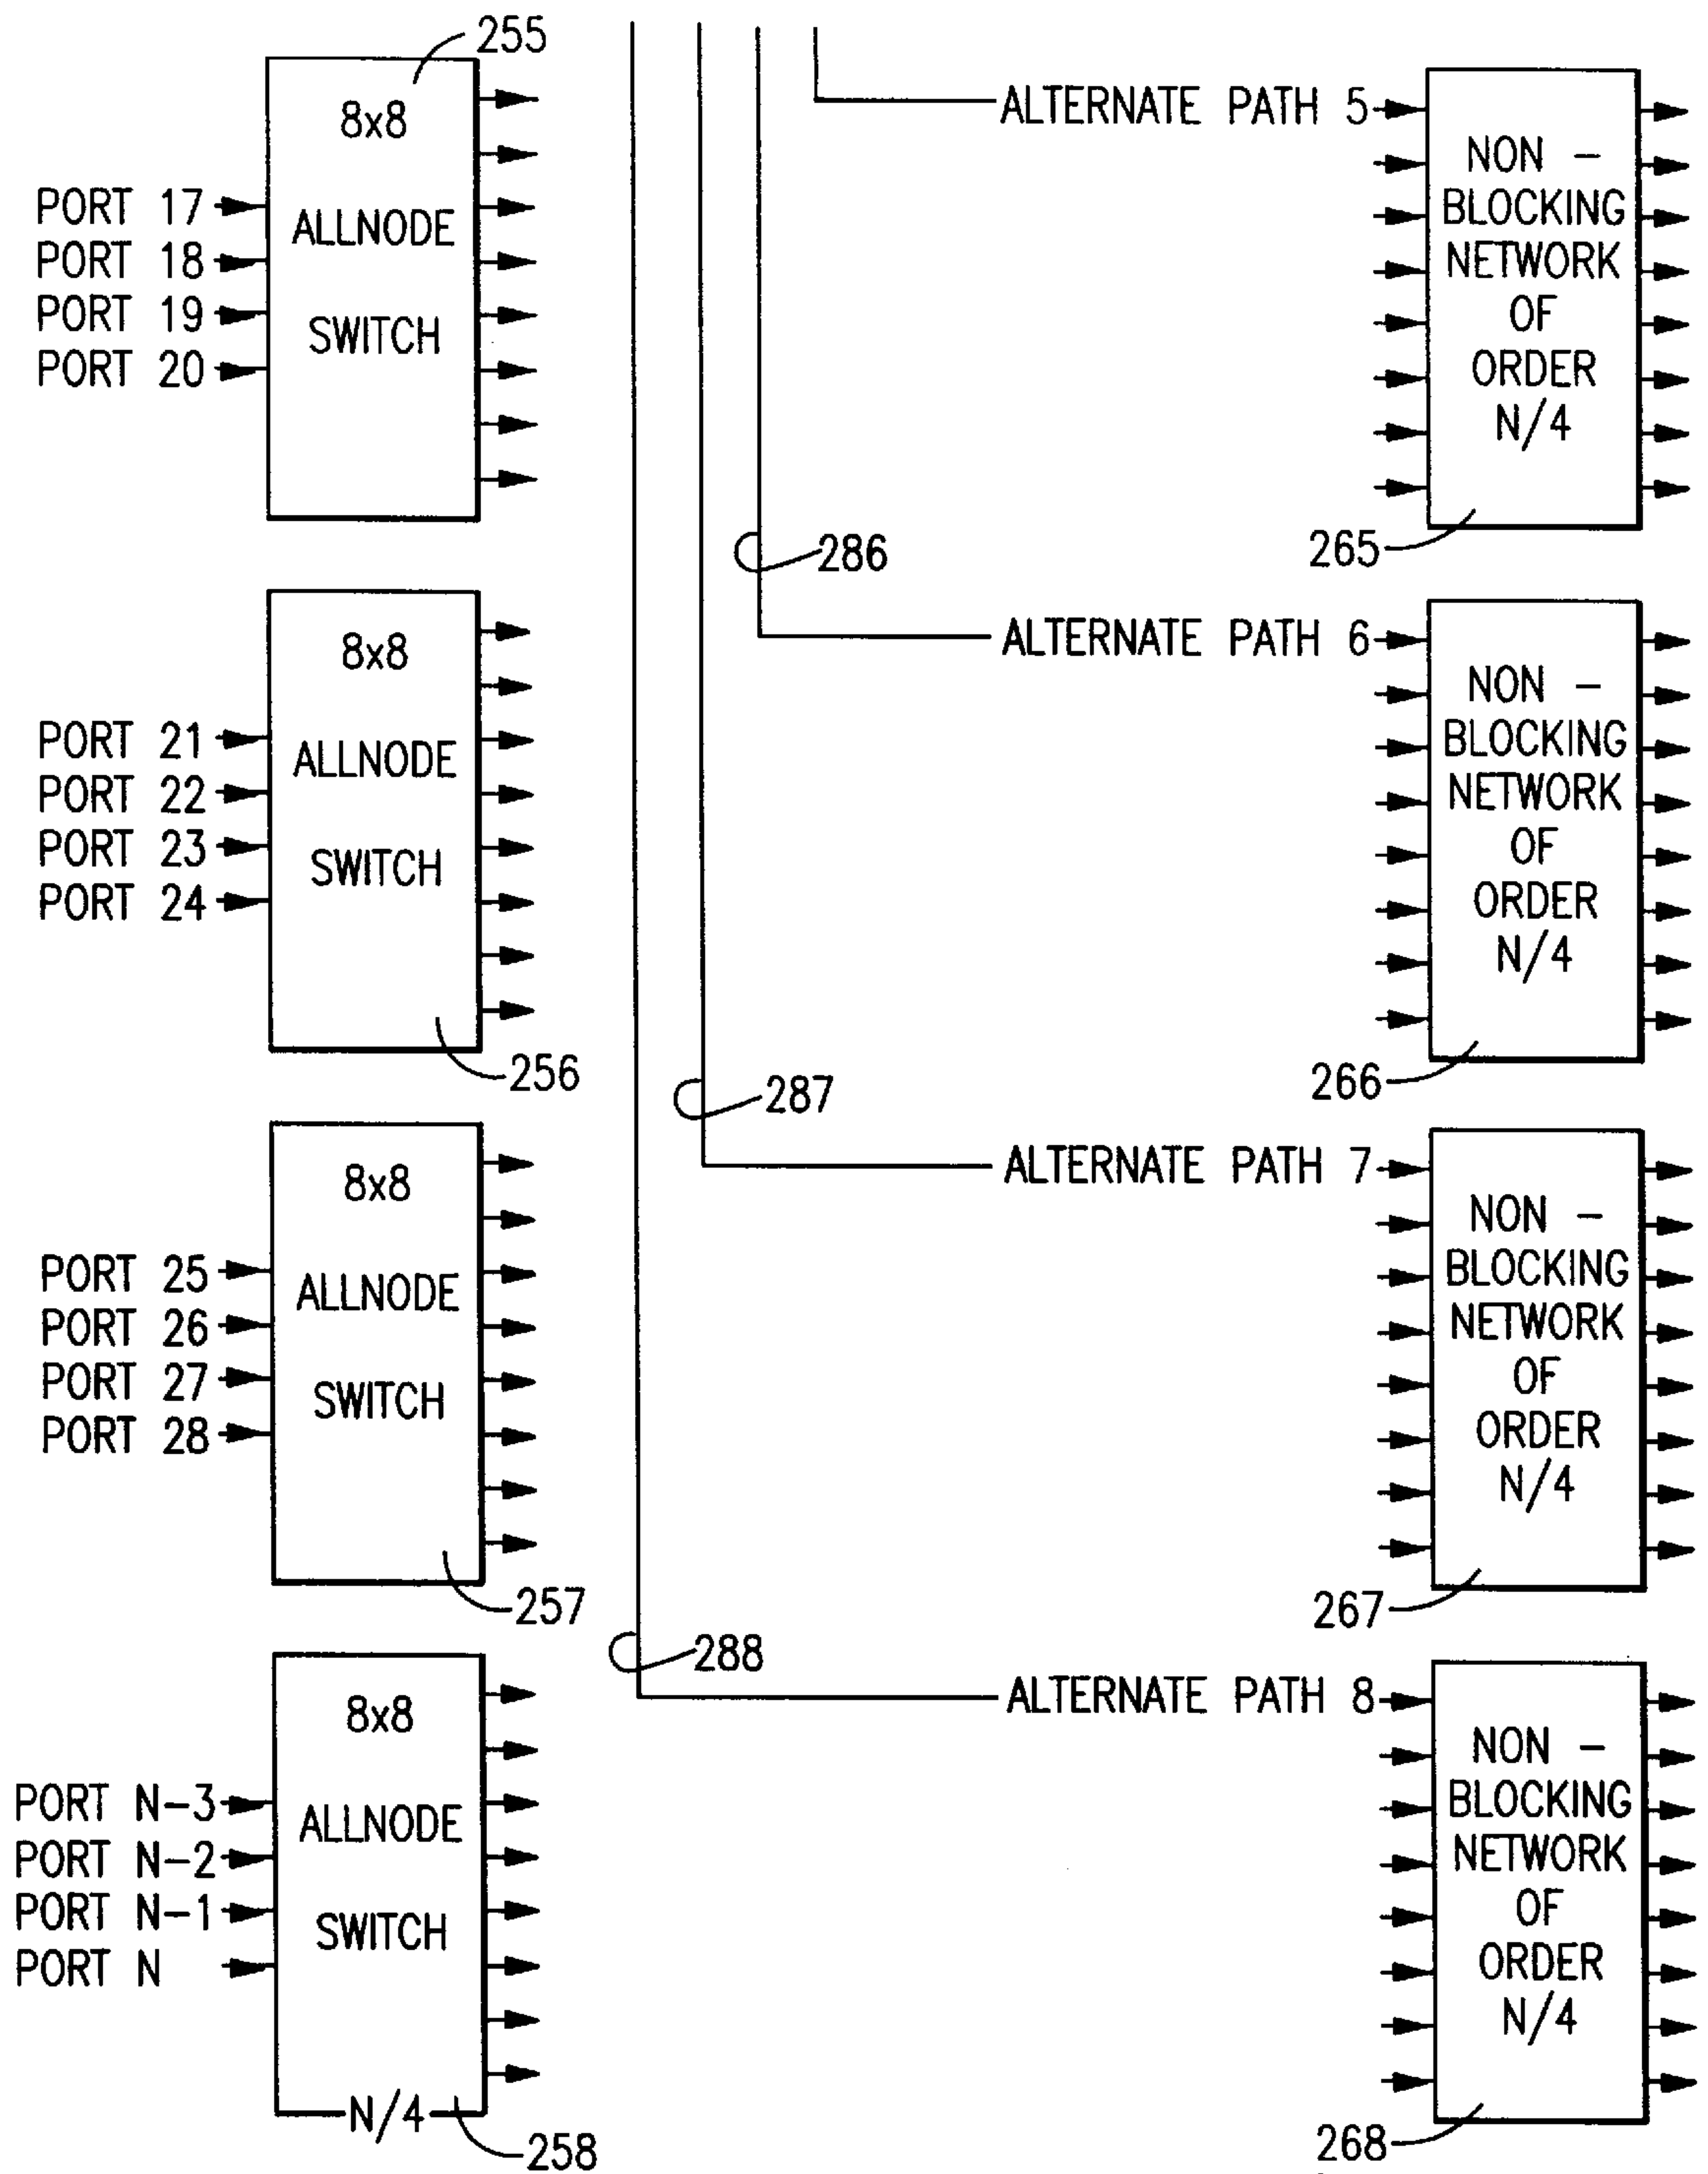 255
8x8
ALLNODE
SWITCH
PORT 17
PORT 18
PORT 19
PORT 20
ALTERNATE PATH 5
NON -
BLOCKING
NETWORK
OF
ORDER
N/4
265
286
8x8
ALLNODE
SWITCH
PORT 21
PORT 22
PORT 23
PORT 24
256
ALTERNATE PATH 6
NON -
BLOCKING
NETWORK
OF
ORDER
N/4
266
287
8x8
ALLNODE
SWITCH
PORT 25
PORT 26
PORT 27
PORT 28
257
ALTERNATE PATH 7
NON -
BLOCKING
NETWORK
OF
ORDER
N/4
267
288
8x8
ALLNODE
SWITCH
PORT N-3
PORT N-2
PORT N-1
PORT N
N/4
258
ALTERNATE PATH 8
NON -
BLOCKING
NETWORK
OF
ORDER
N/4
268